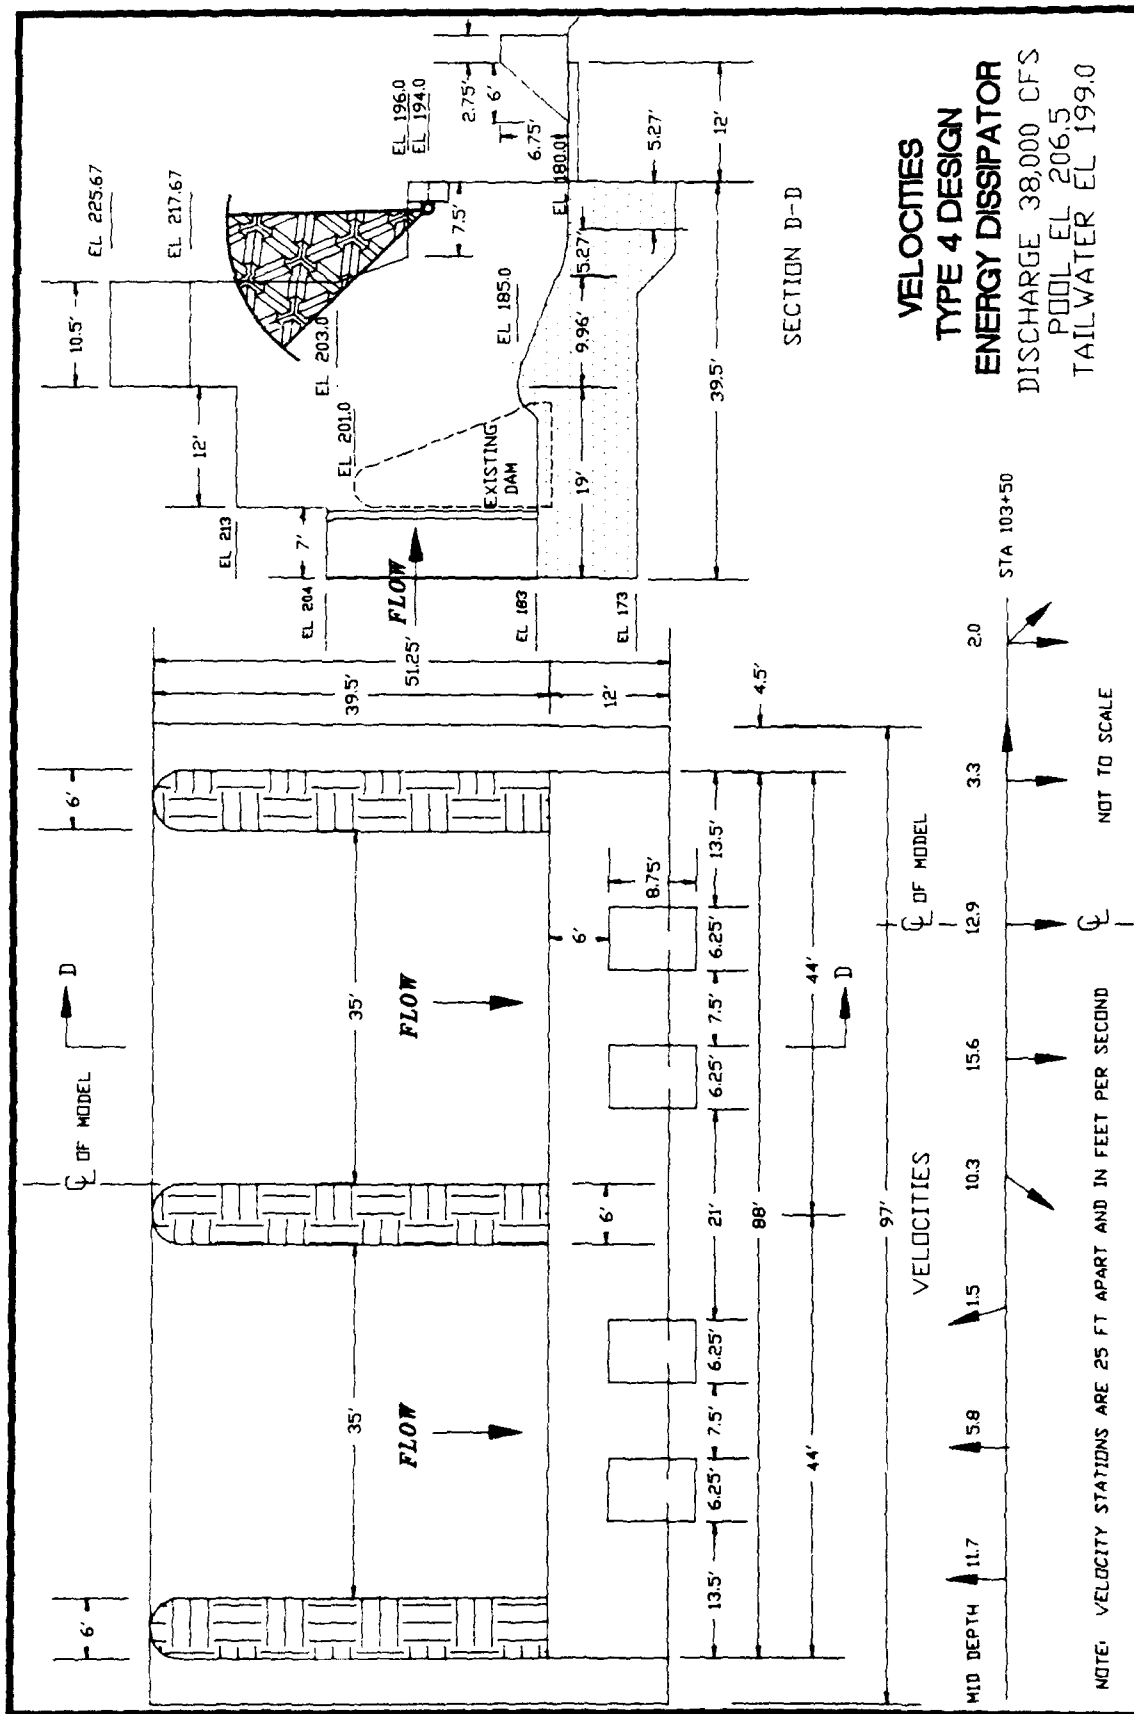 6'
6'
℄ OF MODEL
D
35'
35'
FLOW
FLOW
39.5'
51.25'
12'
6'
6'
8.75'
4.5'
13.5'
6.25'
7.5'
6.25'
21'
6.25'
7.5'
6.25'
13.5'
88'
44'
44'
D
97'
℄ OF MODEL
VELOCITIES
MID DEPTH
11.7
5.8
1.5
10.3
15.6
12.9
3.3
2.0
STA 103+50
℄
NOTE: VELOCITY STATIONS ARE 25 FT APART AND IN FEET PER SECOND
NOT TO SCALE
EL 225.67
EL 217.67
10.5'
12'
EL 213
7'
EL 204
FLOW
EL 203.0
EL 201.0
EXISTING
DAM
EL 196.0
EL 194.0
7.5'
2.75'
6'
6.75'
EL 180.0
EL 185.0
EL 183
EL 173
19'
9.96'
5.27'
5.27'
39.5'
12'
SECTION D-D
VELOCITIES
TYPE 4 DESIGN
ENERGY DISSIPATOR
DISCHARGE 38,000 CFS
POOL EL 206.5
TAILWATER EL 199.0